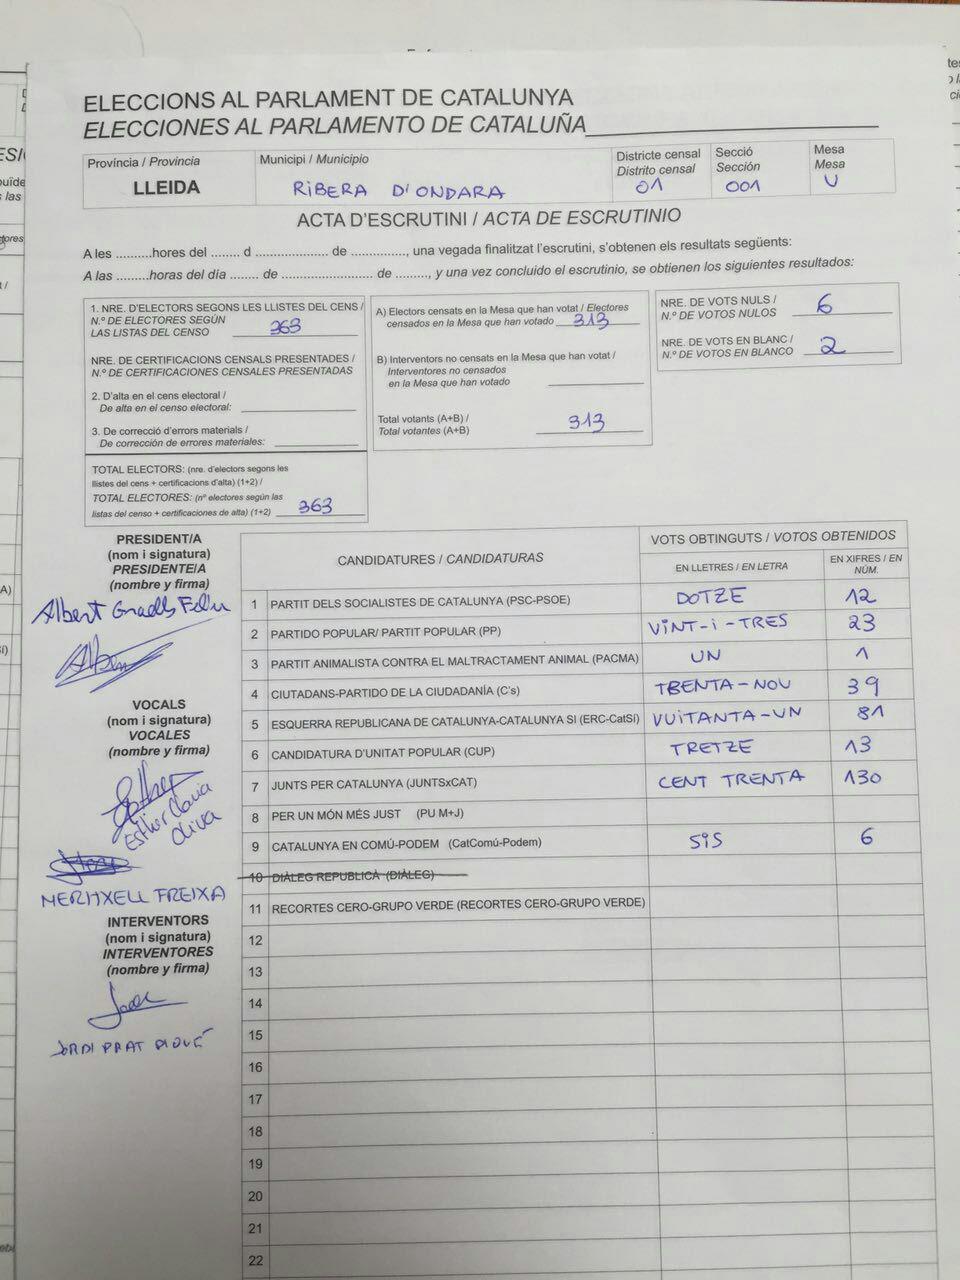 ELECCIONS AL PARLAMENT DE CATALUNYA
ELECCIONES AL PARLAMENTO DE CATALUÑA
Província / Provincia
LLEIDA
Municipi / Municipio
RIBERA D'ONDARA
Districte censal
Distrito censal
01
Secció
Sección
001
Mesa
Mesa
U
ACTA D'ESCRUTINI / ACTA DE ESCRUTINIO
A les ..........hores del ...... d .................... de ..............., una vegada finalitzat l'escrutini, s'obtenen els resultats següents:
A las .........horas del día ....... de ......................... de ........., y una vez concluido el escrutinio, se obtienen los siguientes resultados:
1. NRE. D'ELECTORS SEGONS LES LLISTES DEL CENS /
N.º DE ELECTORES SEGÚN
LAS LISTAS DEL CENSO 363
NRE. DE CERTIFICACIONS CENSALS PRESENTADES /
N.º DE CERTIFICACIONES CENSALES PRESENTADAS
2. D'alta en el cens electoral /
De alta en el censo electoral:
3. De correcció d'errors materials /
De corrección de errores materiales:
TOTAL ELECTORS: (nre. d'electors segons les
llistes del cens + certificacions d'alta) (1+2) /
TOTAL ELECTORES: (nº electores según las
listas del censo + certificaciones de alta) (1+2) 363
A) Electors censats en la Mesa que han votat / Electores
censados en la Mesa que han votado 313
B) Interventors no censats en la Mesa que han votat /
Interventores no censados
en la Mesa que han votado
Total votants (A+B) /
Total votantes (A+B) 313
NRE. DE VOTS NULS /
N.º DE VOTOS NULOS 6
NRE. DE VOTS EN BLANC /
N.º DE VOTOS EN BLANCO 2
PRESIDENT/A
(nom i signatura)
PRESIDENTE/A
(nombre y firma)
Albert
VOCALS
(nom i signatura)
VOCALES
(nombre y firma)
Esther
Esther Claria
Oliva
MERITXELL FREIXA
INTERVENTORS
(nom i signatura)
INTERVENTORES
(nombre y firma)
JORDI PRAT PIQUÉ
CANDIDATURES / CANDIDATURAS
VOTS OBTINGUTS / VOTOS OBTENIDOS
EN LLETRES / EN LETRA
EN XIFRES / EN
NÚM.
1 PARTIT DELS SOCIALISTES DE CATALUNYA (PSC-PSOE) DOTZE 12
2 PARTIDO POPULAR/ PARTIT POPULAR (PP) VINT-I-TRES 23
3 PARTIT ANIMALISTA CONTRA EL MALTRACTAMENT ANIMAL (PACMA) UN 1
4 CIUTADANS-PARTIDO DE LA CIUDADANÍA (C's) TRENTA-NOU 39
5 ESQUERRA REPUBLICANA DE CATALUNYA-CATALUNYA SI (ERC-CatSí) VUITANTA-UN 81
6 CANDIDATURA D'UNITAT POPULAR (CUP) TRETZE 13
7 JUNTS PER CATALUNYA (JUNTSxCAT) CENT TRENTA 130
8 PER UN MÓN MÉS JUST (PU M+J)
9 CATALUNYA EN COMÚ-PODEM (CatComú-Podem) SIS 6
10 DIÀLEG REPUBLICÀ (DIÀLEG)
11 RECORTES CERO-GRUPO VERDE (RECORTES CERO-GRUPO VERDE)
12
13
14
15
16
17
18
19
20
21
22